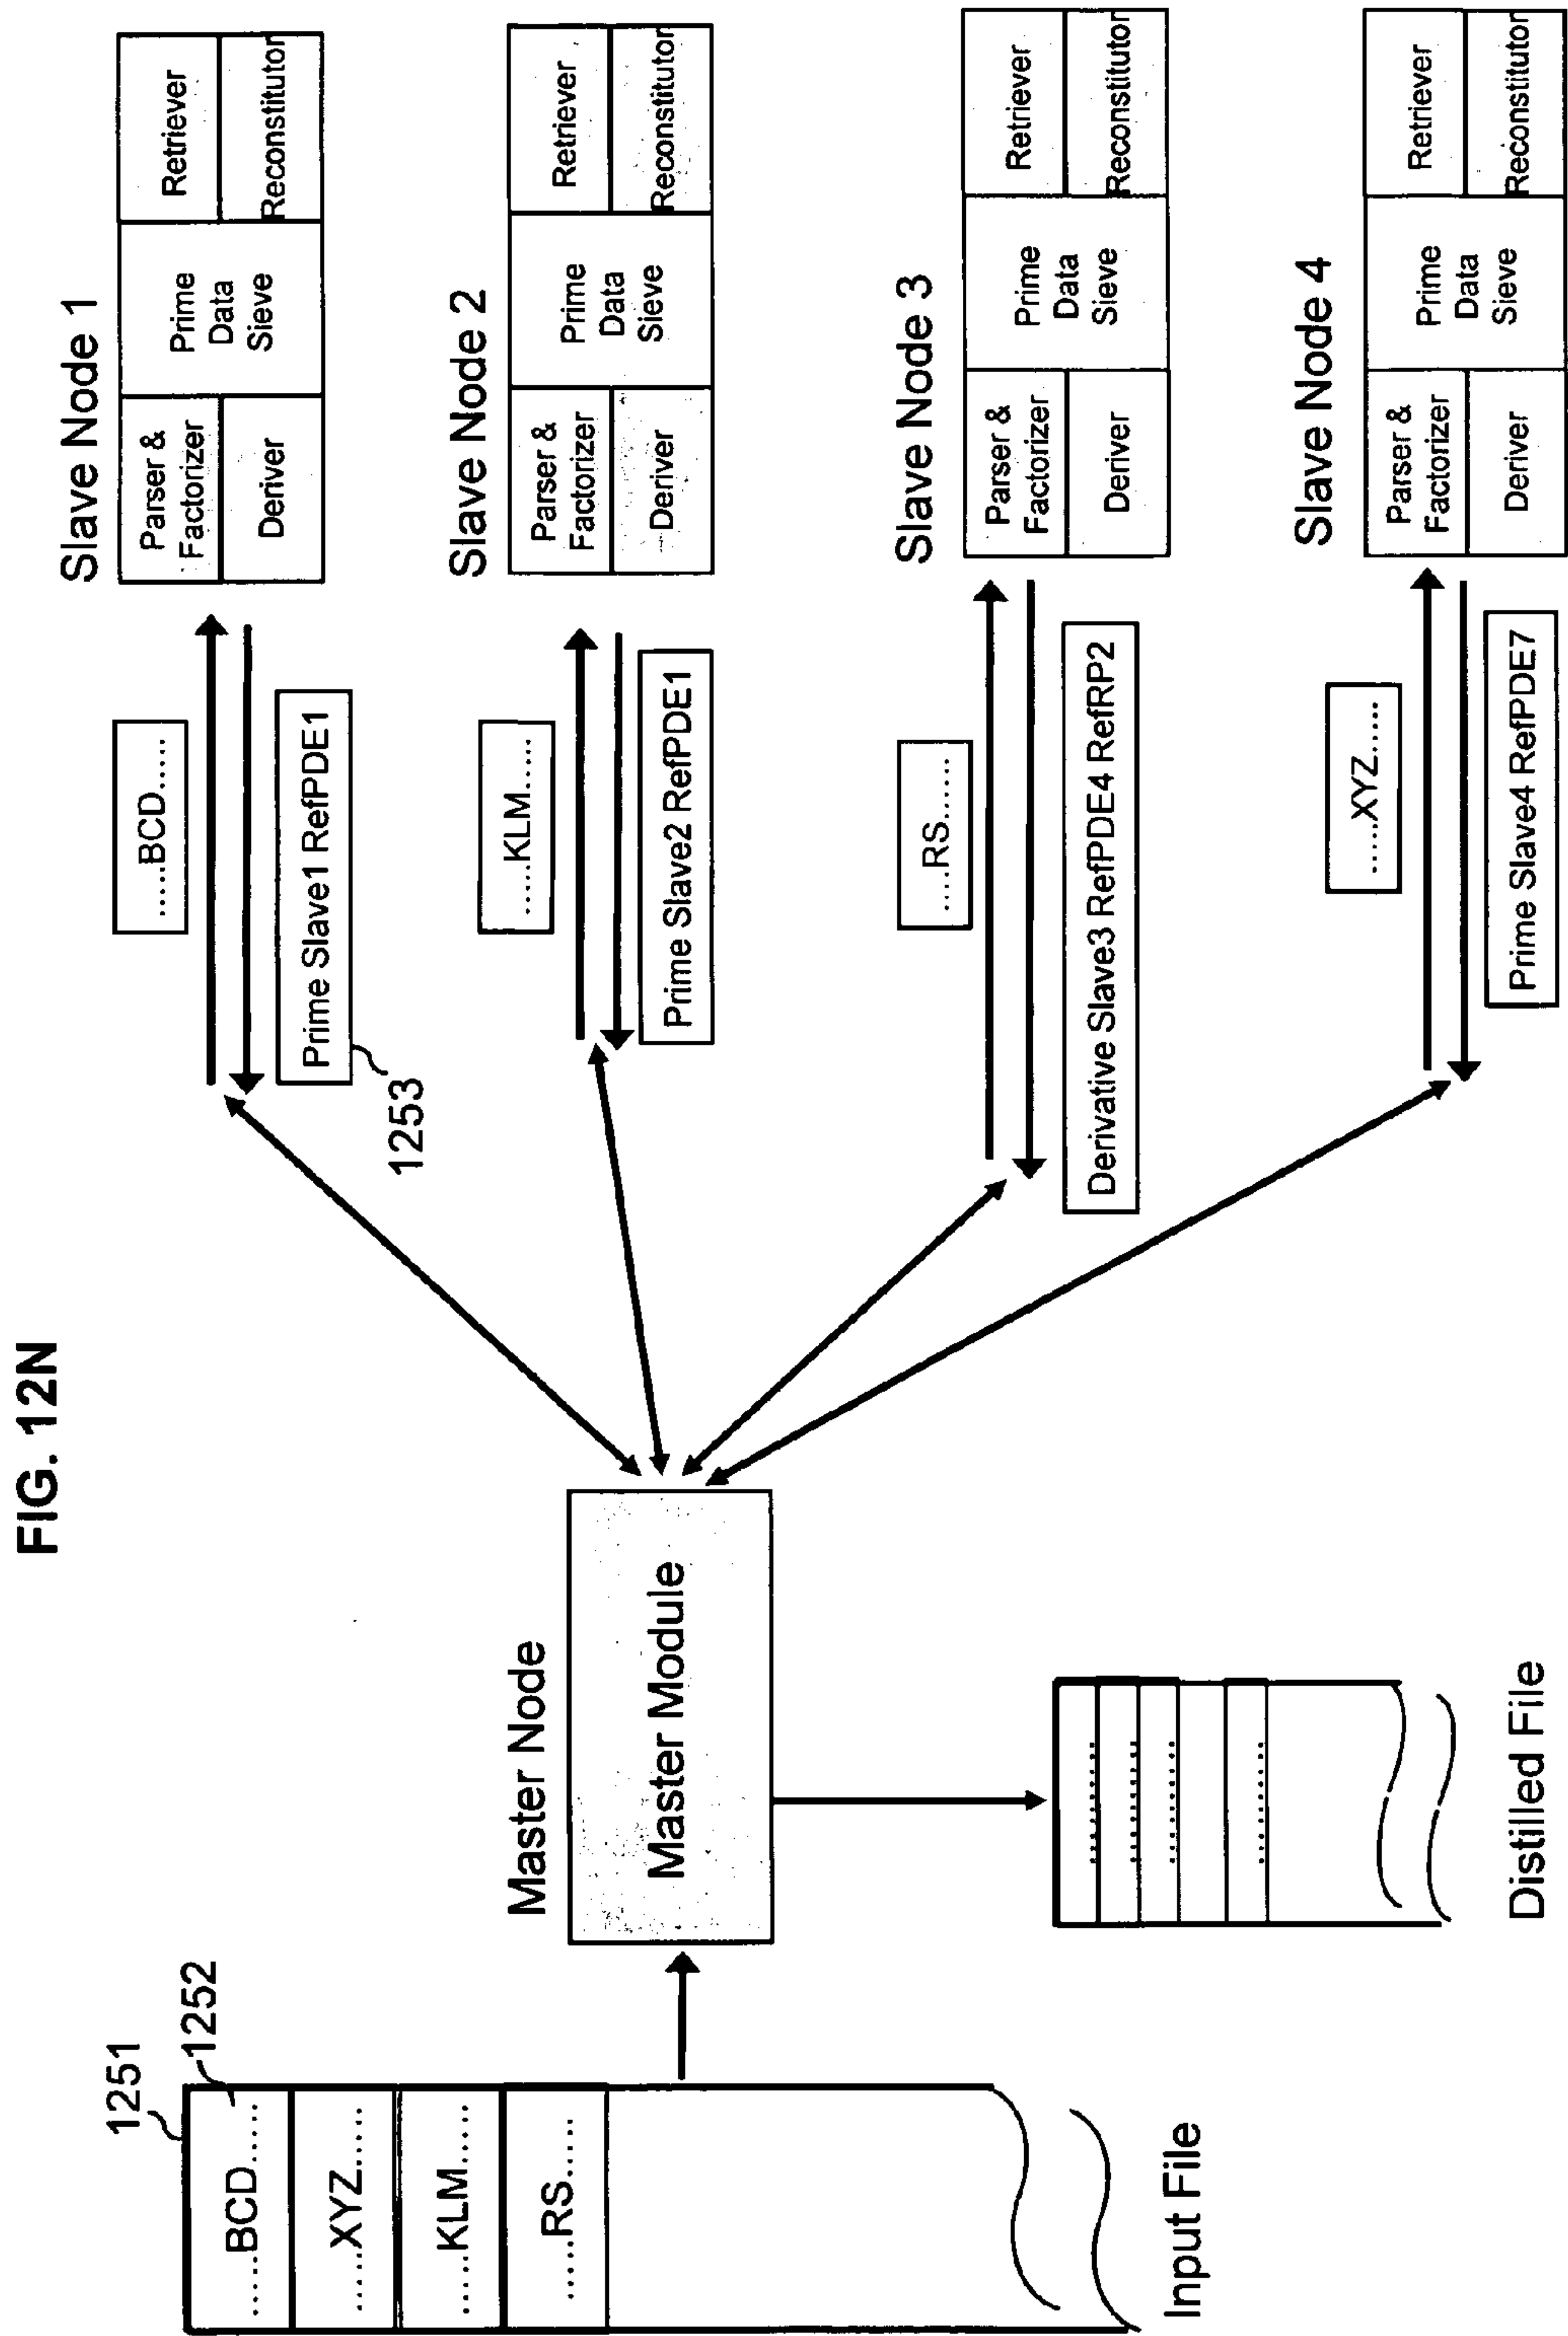 FIG. 12N
1251
1252
.....BCD.....
.....XYZ.....
.....KLM.....
.....RS......
Input File
Master Node
Master Module
.........
.........
.........
.........
Distilled File
.....BCD.....
Prime Slave1 RefPDE1
1253
Slave Node 1
Parser &
Factorizer
Deriver
Prime
Data
Sieve
Retriever
Reconstitutor
.....KLM.....
Prime Slave2 RefPDE1
Slave Node 2
Parser &
Factorizer
Deriver
Prime
Data
Sieve
Retriever
Reconstitutor
.....RS......
Derivative Slave3 RefPDE4 RefRP2
Slave Node 3
Parser &
Factorizer
Deriver
Prime
Data
Sieve
Retriever
Reconstitutor
.....XYZ.....
Prime Slave4 RefPDE7
Slave Node 4
Parser &
Factorizer
Deriver
Prime
Data
Sieve
Retriever
Reconstitutor